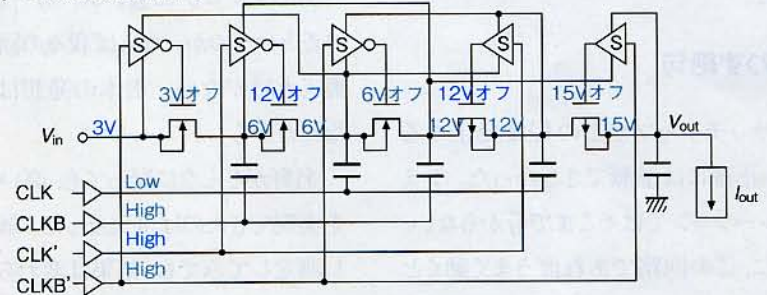 S S S S S
3Vオフ 12Vオフ 6Vオフ 12Vオフ 15Vオフ
Vin 3V 6V 6V 12V 12V 15V Vout
CLK Low
CLKB High
CLK' High
CLKB' High
Iout